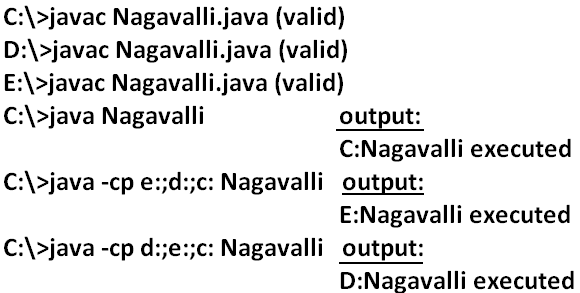 C:\>javac Nagavalli.java (valid)
D:\>javac Nagavalli.java (valid)
E:\>javac Nagavalli.java (valid)
C:\>java Nagavalli output:
C:Nagavalli executed
C:\>java -cp e:;d:;c: Nagavalli output:
E:Nagavalli executed
C:\>java -cp d:;e:;c: Nagavalli output:
D:Nagavalli executed